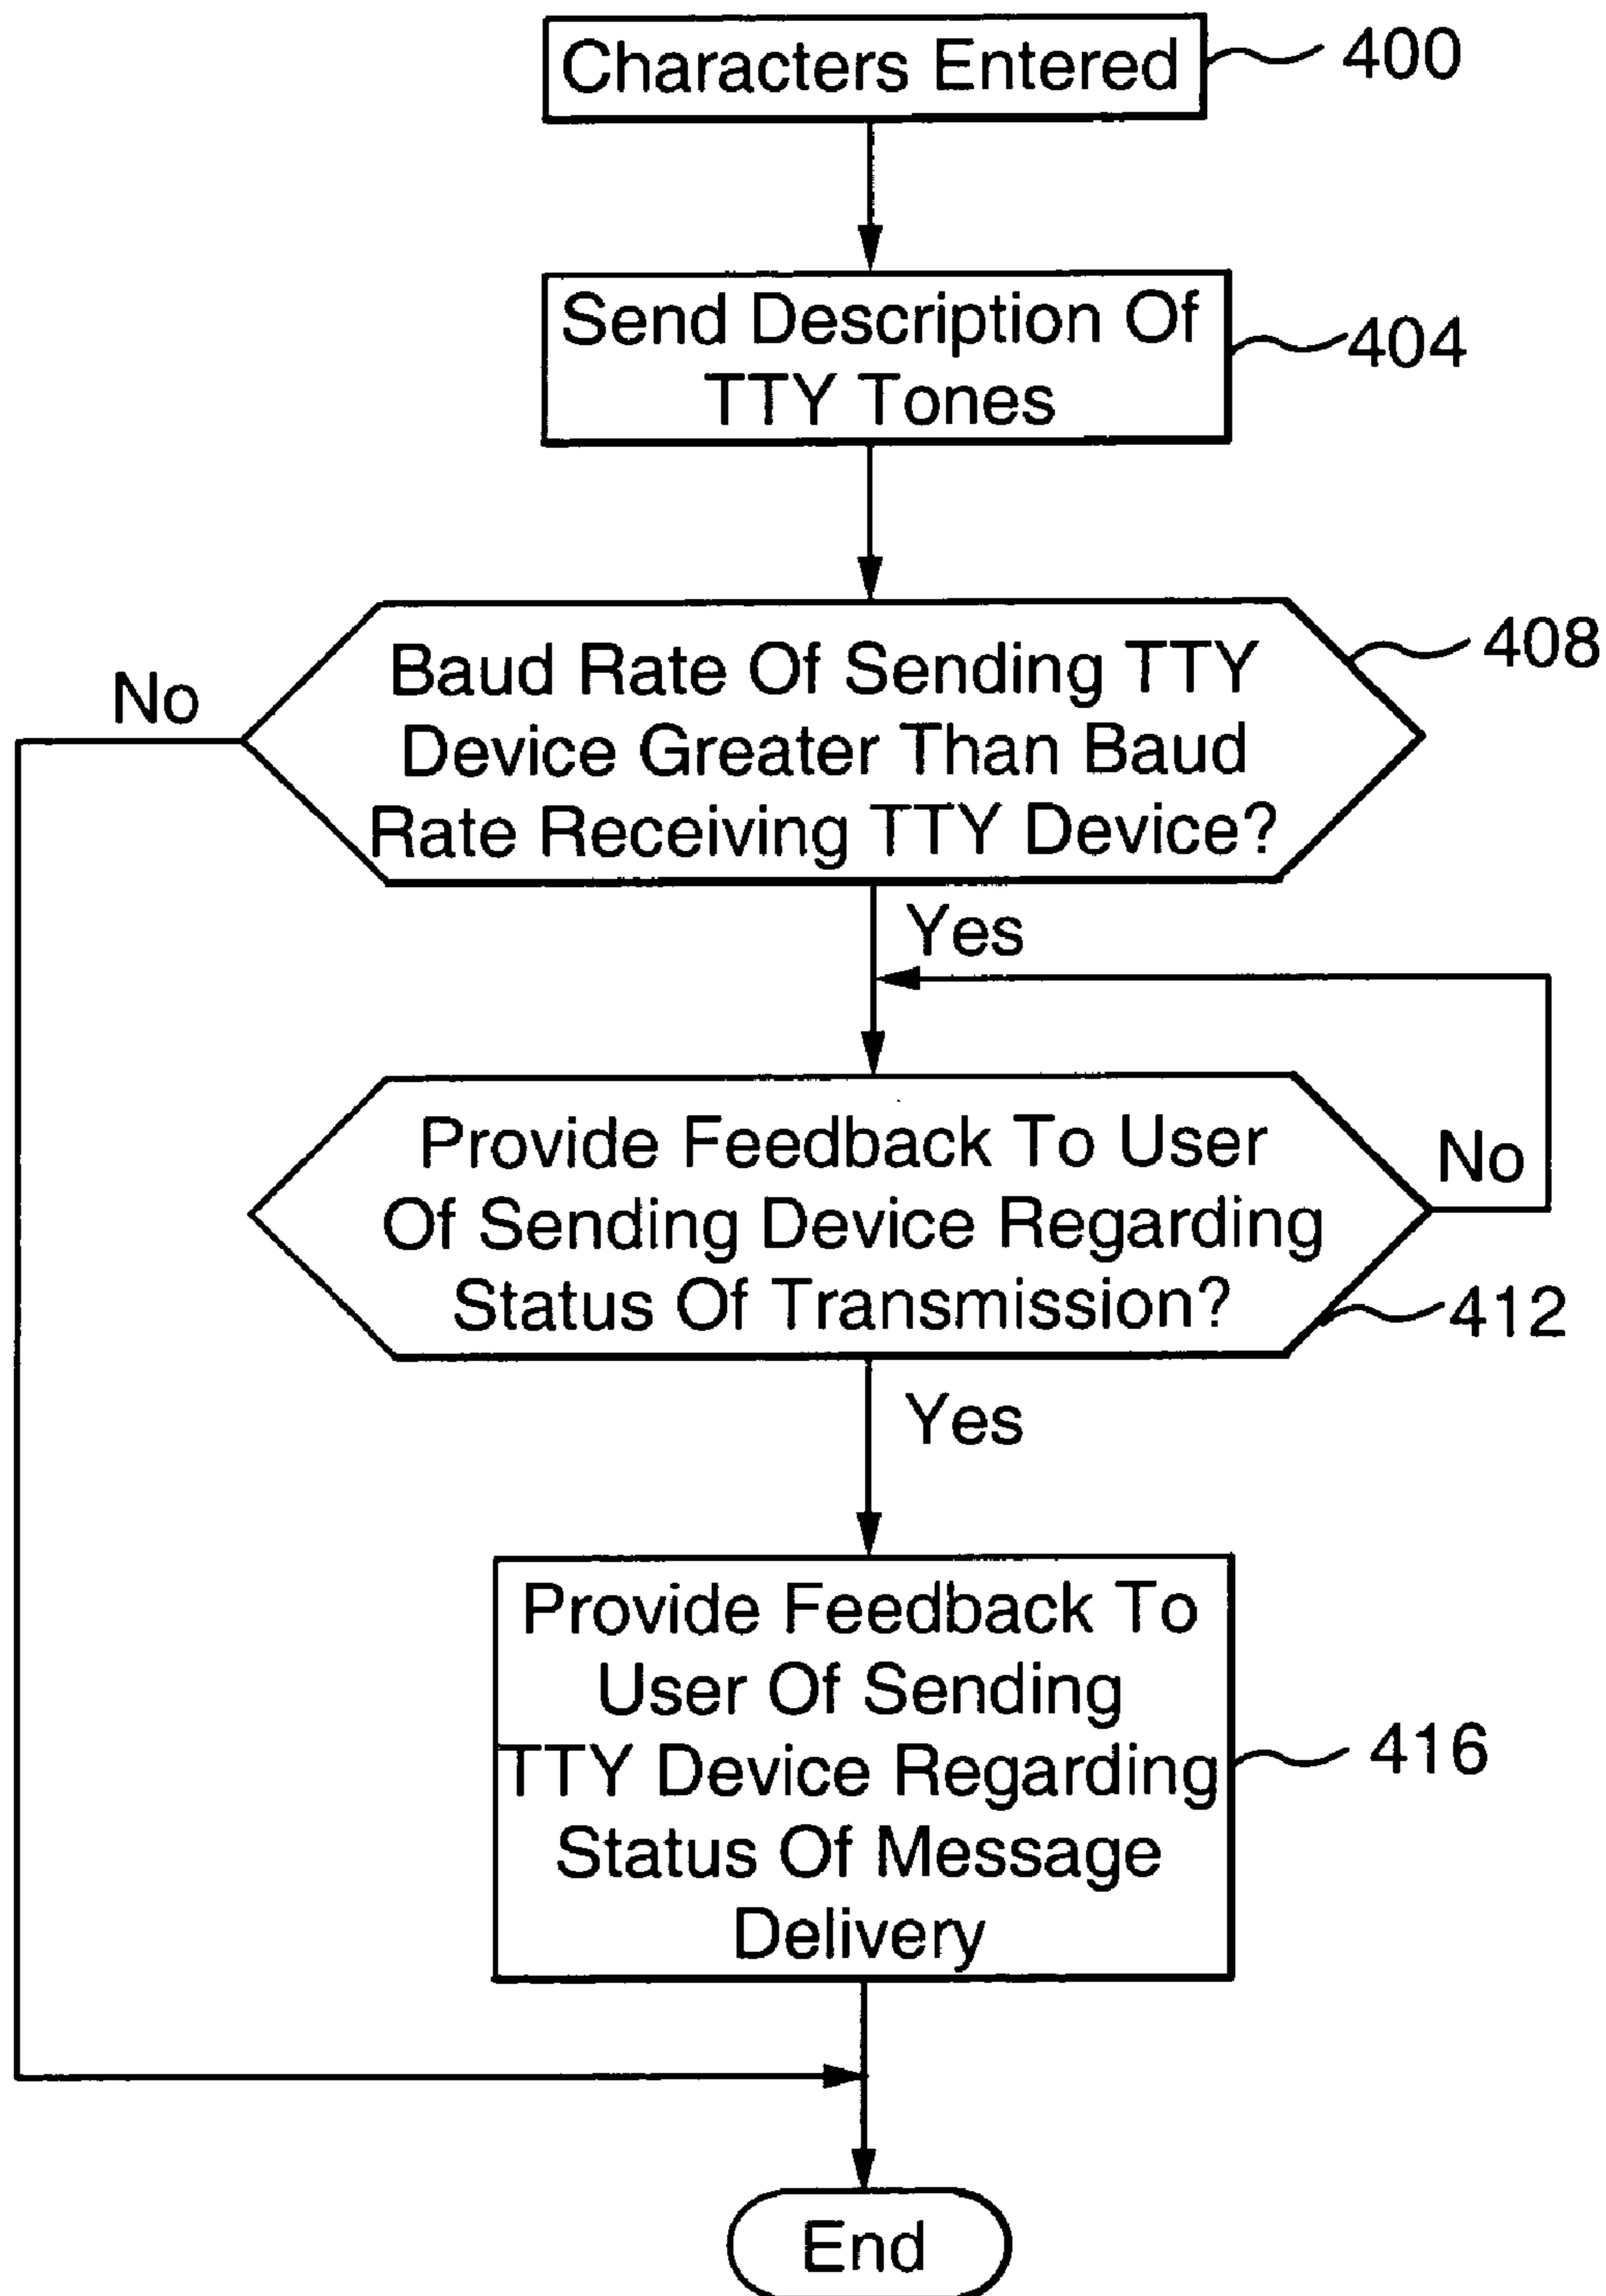 Characters Entered
400
Send Description Of
TTY Tones
404
Baud Rate Of Sending TTY
Device Greater Than Baud
Rate Receiving TTY Device?
408
No
Yes
Provide Feedback To User
Of Sending Device Regarding
Status Of Transmission?
No
412
Yes
Provide Feedback To
User Of Sending
TTY Device Regarding
Status Of Message
Delivery
416
End